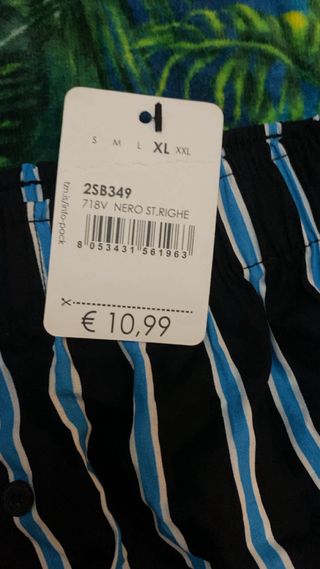 S M L XL XXL
2SB349
718V NERO ST.RIGHE
8 053431 561963
€ 10,99